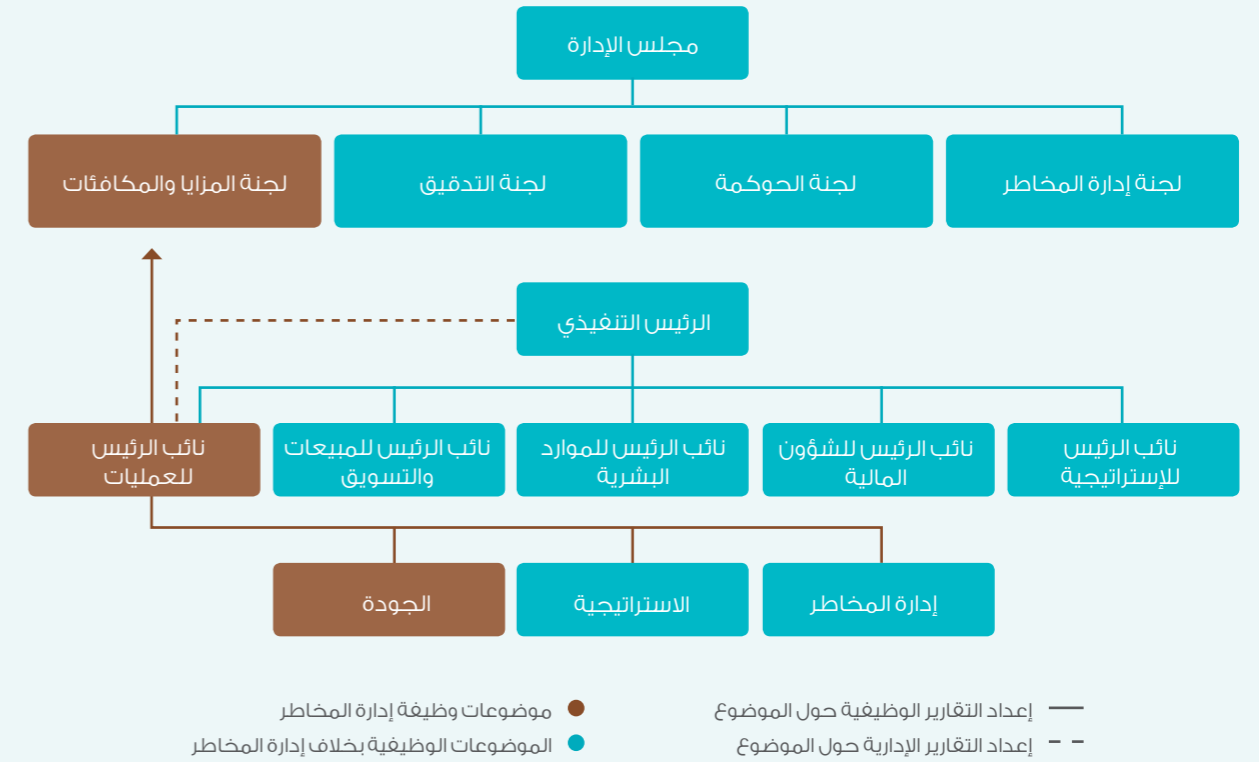 مجلس الإدارة
لجنة إدارة المخاطر
لجنة الحوكمة
لجنة التدقيق
لجنة المزايا والمكافئات
الرئيس التنفيذي
نائب الرئيس
للإستراتيجية
نائب الرئيس للشؤون
المالية
نائب الرئيس للموارد
البشرية
نائب الرئيس للمبيعات
والتسويق
نائب الرئيس
للعمليات
إدارة المخاطر
الاستراتيجية
الجودة
إعداد التقارير الوظيفية حول الموضوع
إعداد التقارير الإدارية حول الموضوع
موضوعات وظيفة إدارة المخاطر
الموضوعات الوظيفية بخلاف إدارة المخاطر